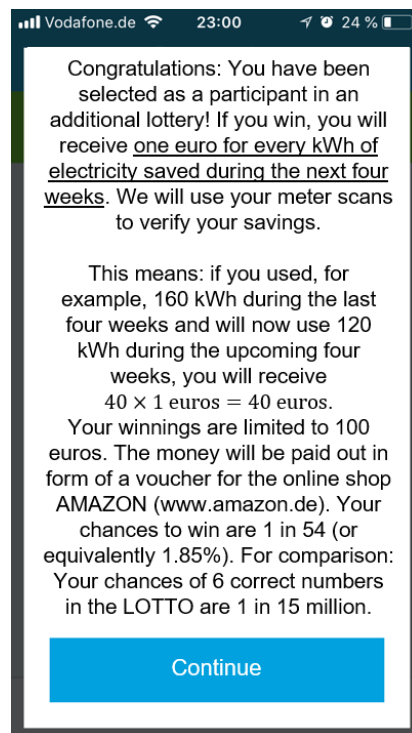 Vodafone.de 23:00 24 %
Congratulations: You have been
selected as a participant in an
additional lottery! If you win, you will
receive one euro for every kWh of
electricity saved during the next four
weeks. We will use your meter scans
to verify your savings.
This means: if you used, for
example, 160 kWh during the last
four weeks and will now use 120
kWh during the upcoming four
weeks, you will receive
40 × 1 euros = 40 euros.
Your winnings are limited to 100
euros. The money will be paid out in
form of a voucher for the online shop
AMAZON (www.amazon.de). Your
chances to win are 1 in 54 (or
equivalently 1.85%). For comparison:
Your chances of 6 correct numbers
in the LOTTO are 1 in 15 million.
Continue